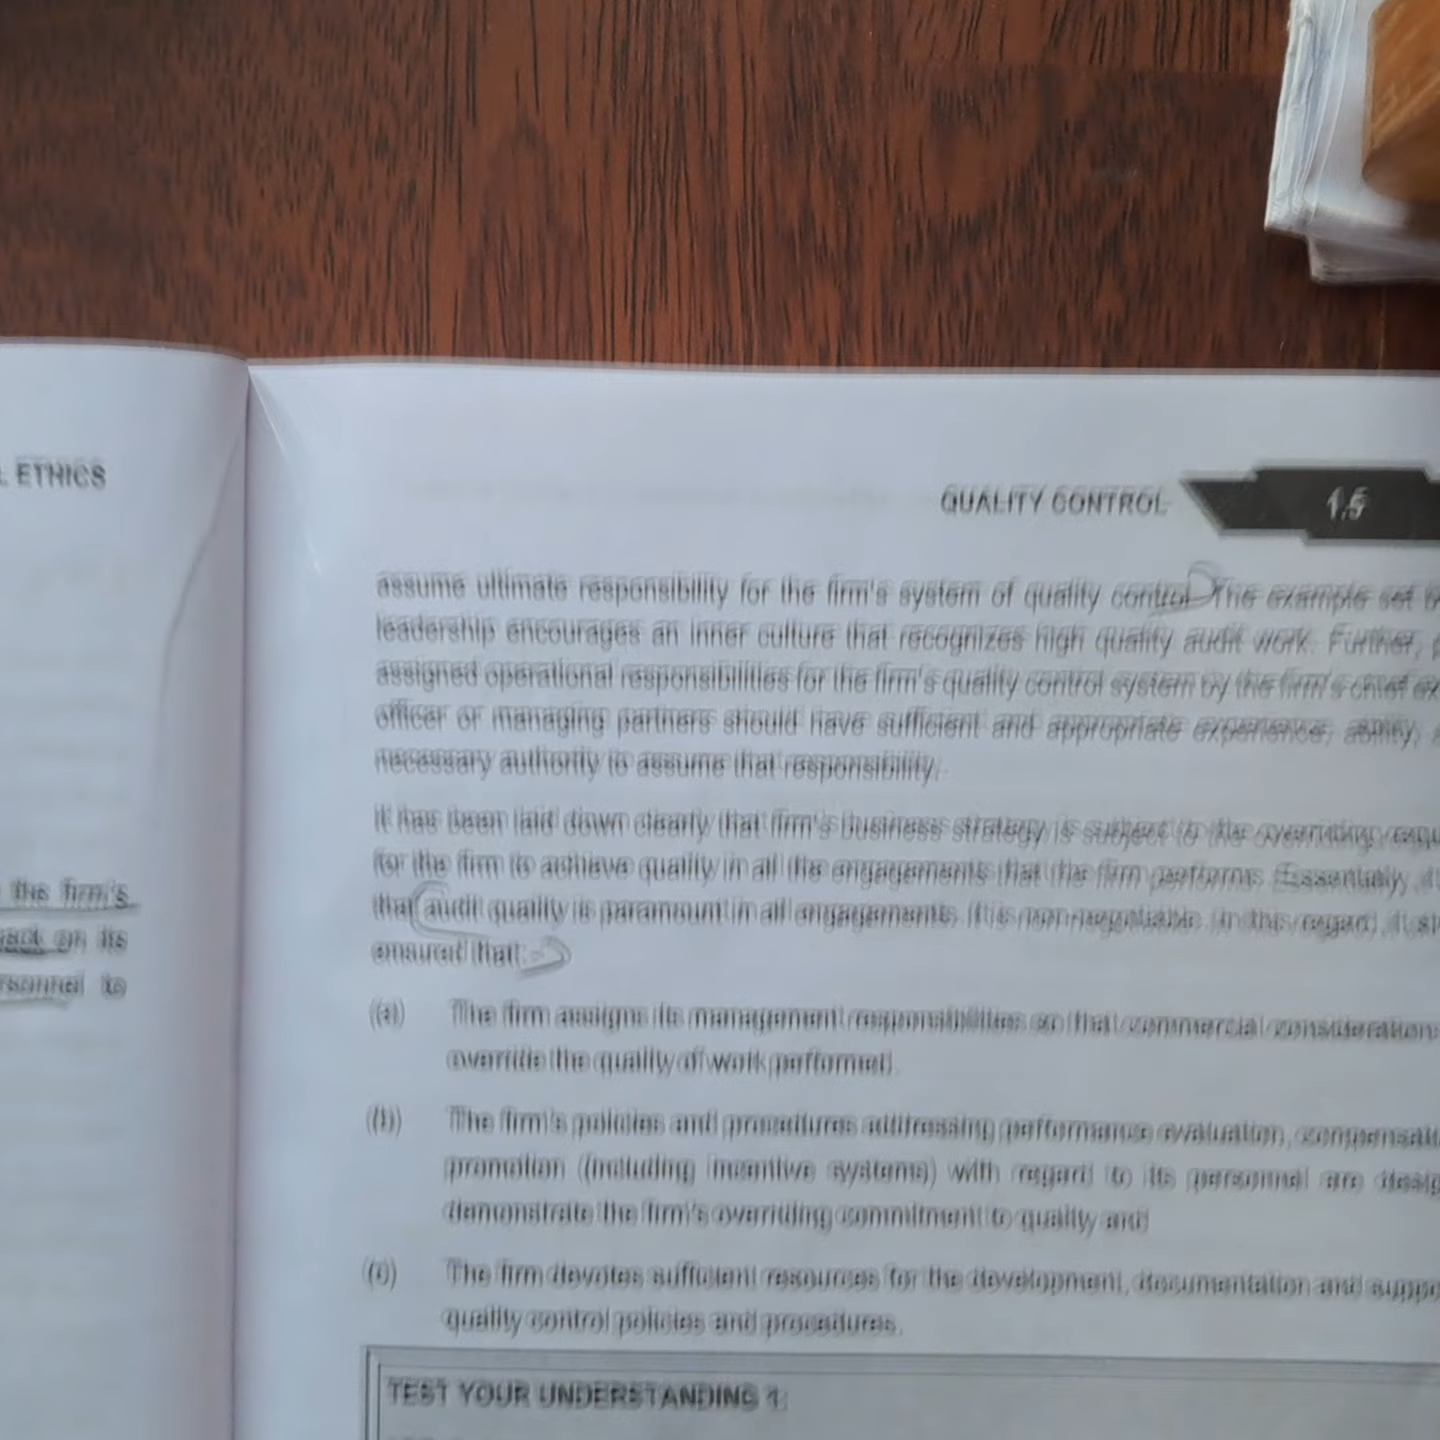 ETHICS
the firm's
on its
to
QUALITY CONTROL 1.5
assume ultimate responsibility for the firm's system of quality control. The example set
leadership encourages an inner culture that recognizes high quality audit work. Further,
assigned operational responsibilities for the firm's quality control system by the firm's chief
officer or managing partners should have sufficient and appropriate experience, ability,
necessary authority to assume that responsibility.
It has been laid down clearly that firm's business strategy is subject to the overriding
for the firm to achieve quality in all the engagements that the firm performs. Essentially,
that audit quality is paramount in all engagements. It is non-negotiable. In this regard, it
ensured that:-
(a) The firm assigns its management responsibilities so that commercial
override the quality of work performed.
(b) The firm's policies and procedures addressing performance evaluation,
promotion (including incentive systems) with regard to its personnel are
demonstrate the firm's overriding commitment to quality and
(c) The firm devotes sufficient resources for the development, documentation and
quality control policies and procedures.
TEST YOUR UNDERSTANDING 1